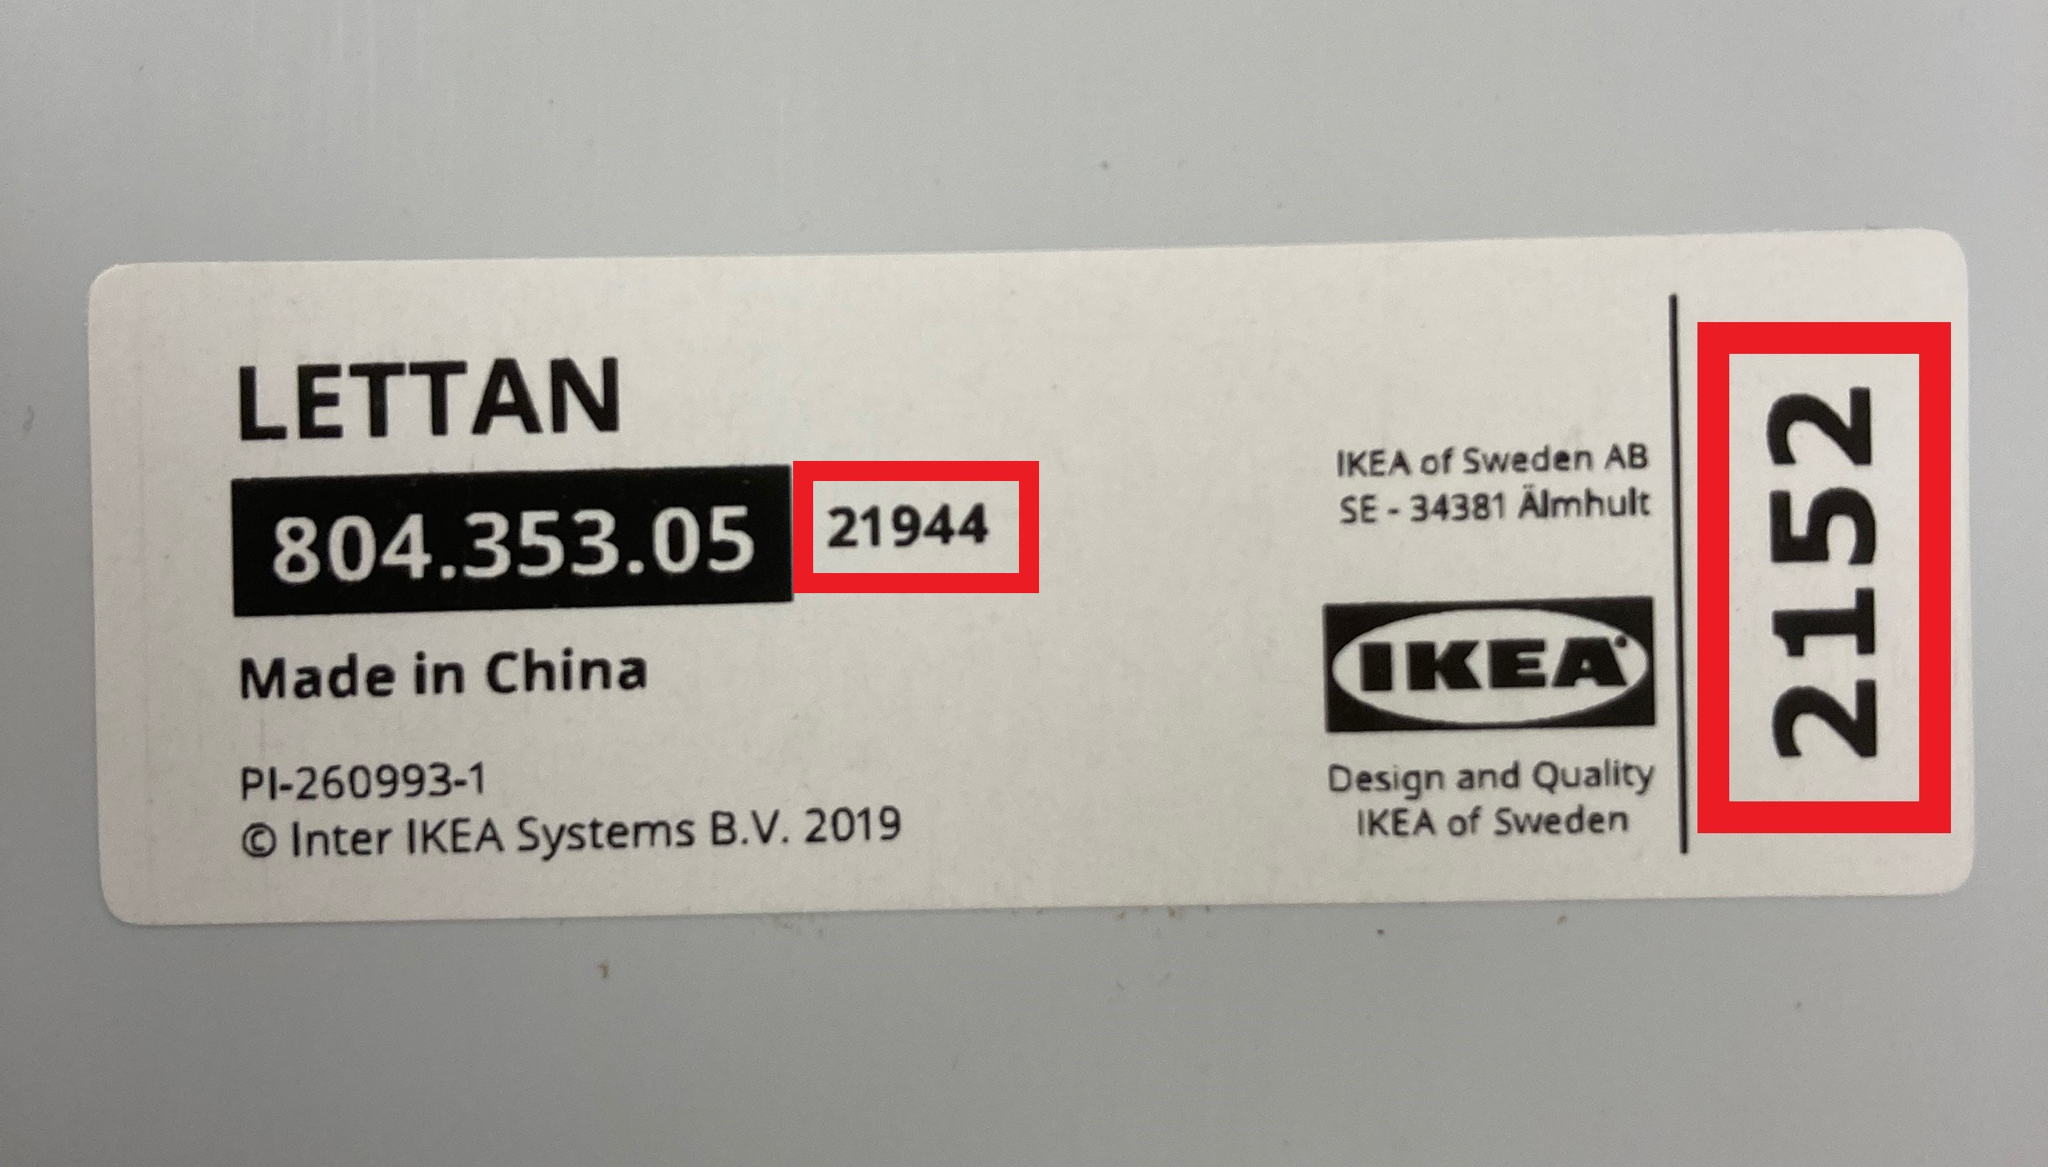 LETTAN
804.353.05 21944
Made in China
PI-260993-1
© Inter IKEA Systems B.V. 2019
IKEA of Sweden AB
SE - 34381 Älmhult
IKEA®
Design and Quality
IKEA of Sweden
2152